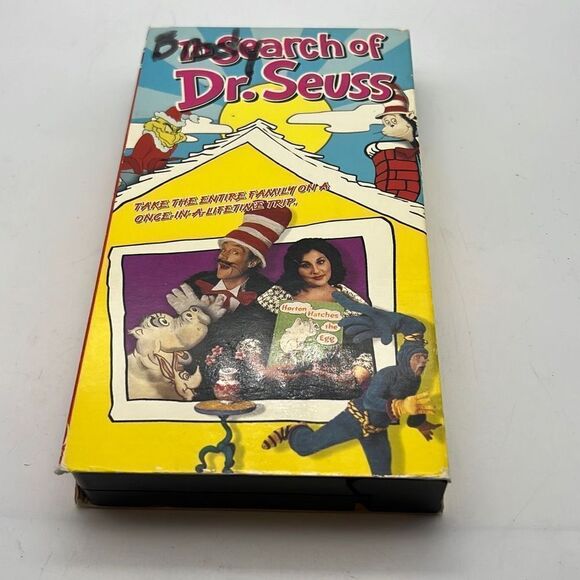 In Search of
Dr. Seuss
TAKE THE ENTIRE FAMILY ON A
ONCE-IN-A-LIFETIME TRIP.
Horton
Hatches
the
Egg